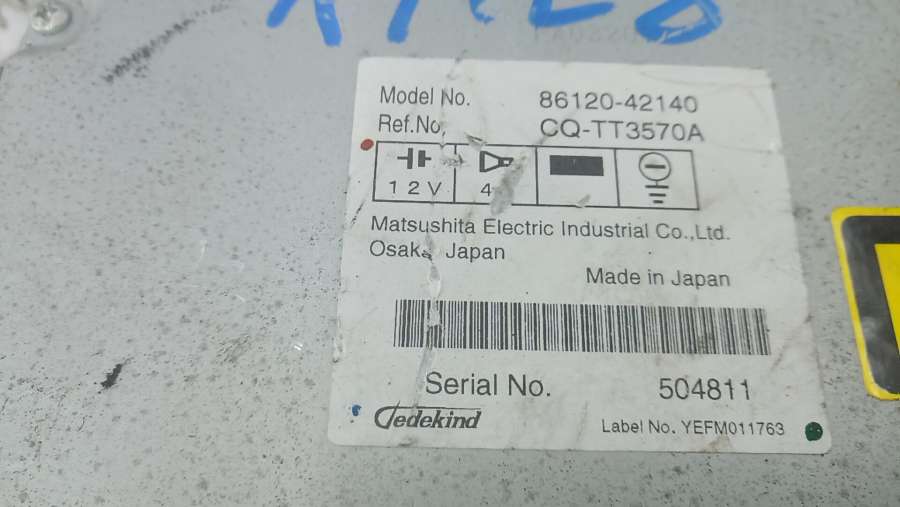 Model No. 86120-42140
Ref.No. CQ-TT3570A
12V 4
Matsushita Electric Industrial Co.,Ltd.
Osaka Japan
Made in Japan
Serial No. 504811
Dedekind Label No. YEFM011763